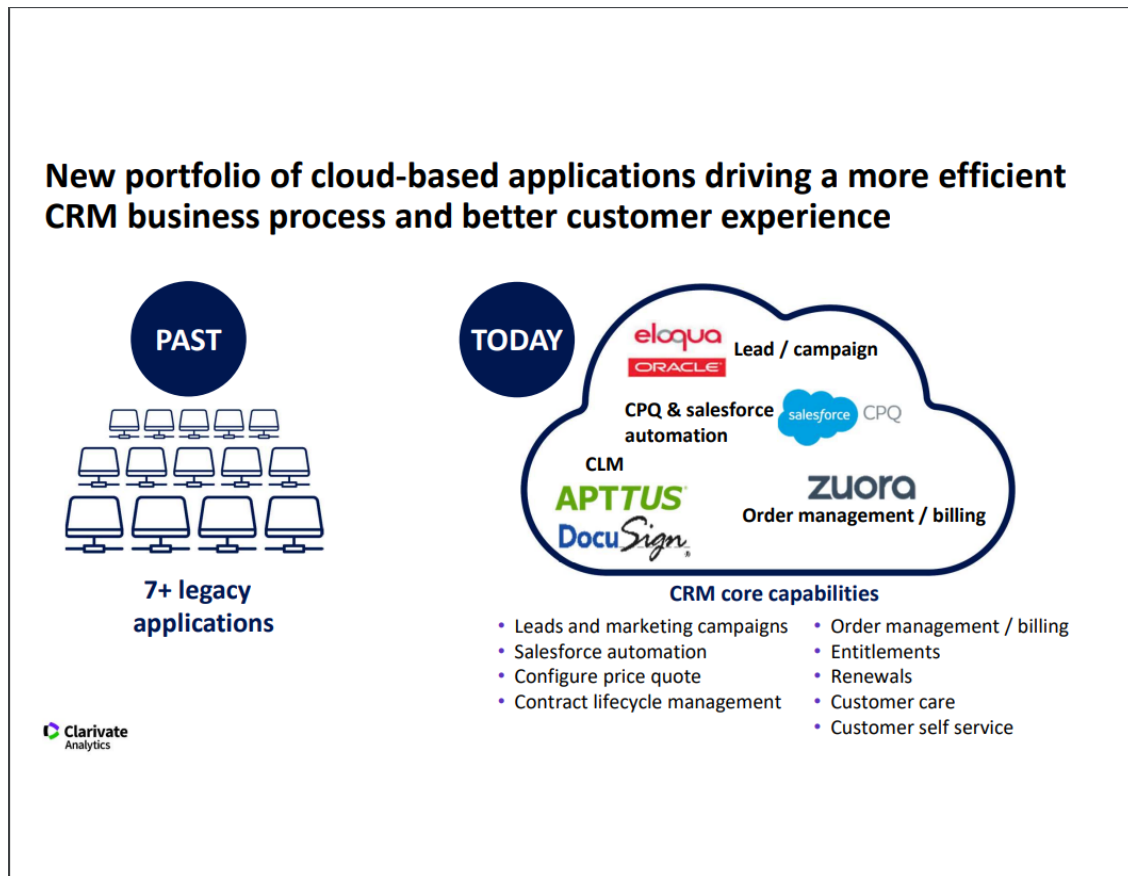 New portfolio of cloud-based applications driving a more efficient
CRM business process and better customer experience
PAST
7+ legacy
applications
TODAY
eloqua
ORACLE
Lead / campaign
CPQ & salesforce
automation
salesforce CPQ
CLM
APTTUS
DocuSign
zuora
Order management / billing
CRM core capabilities
• Leads and marketing campaigns
• Salesforce automation
• Configure price quote
• Contract lifecycle management
• Order management / billing
• Entitlements
• Renewals
• Customer care
• Customer self service
Clarivate
Analytics